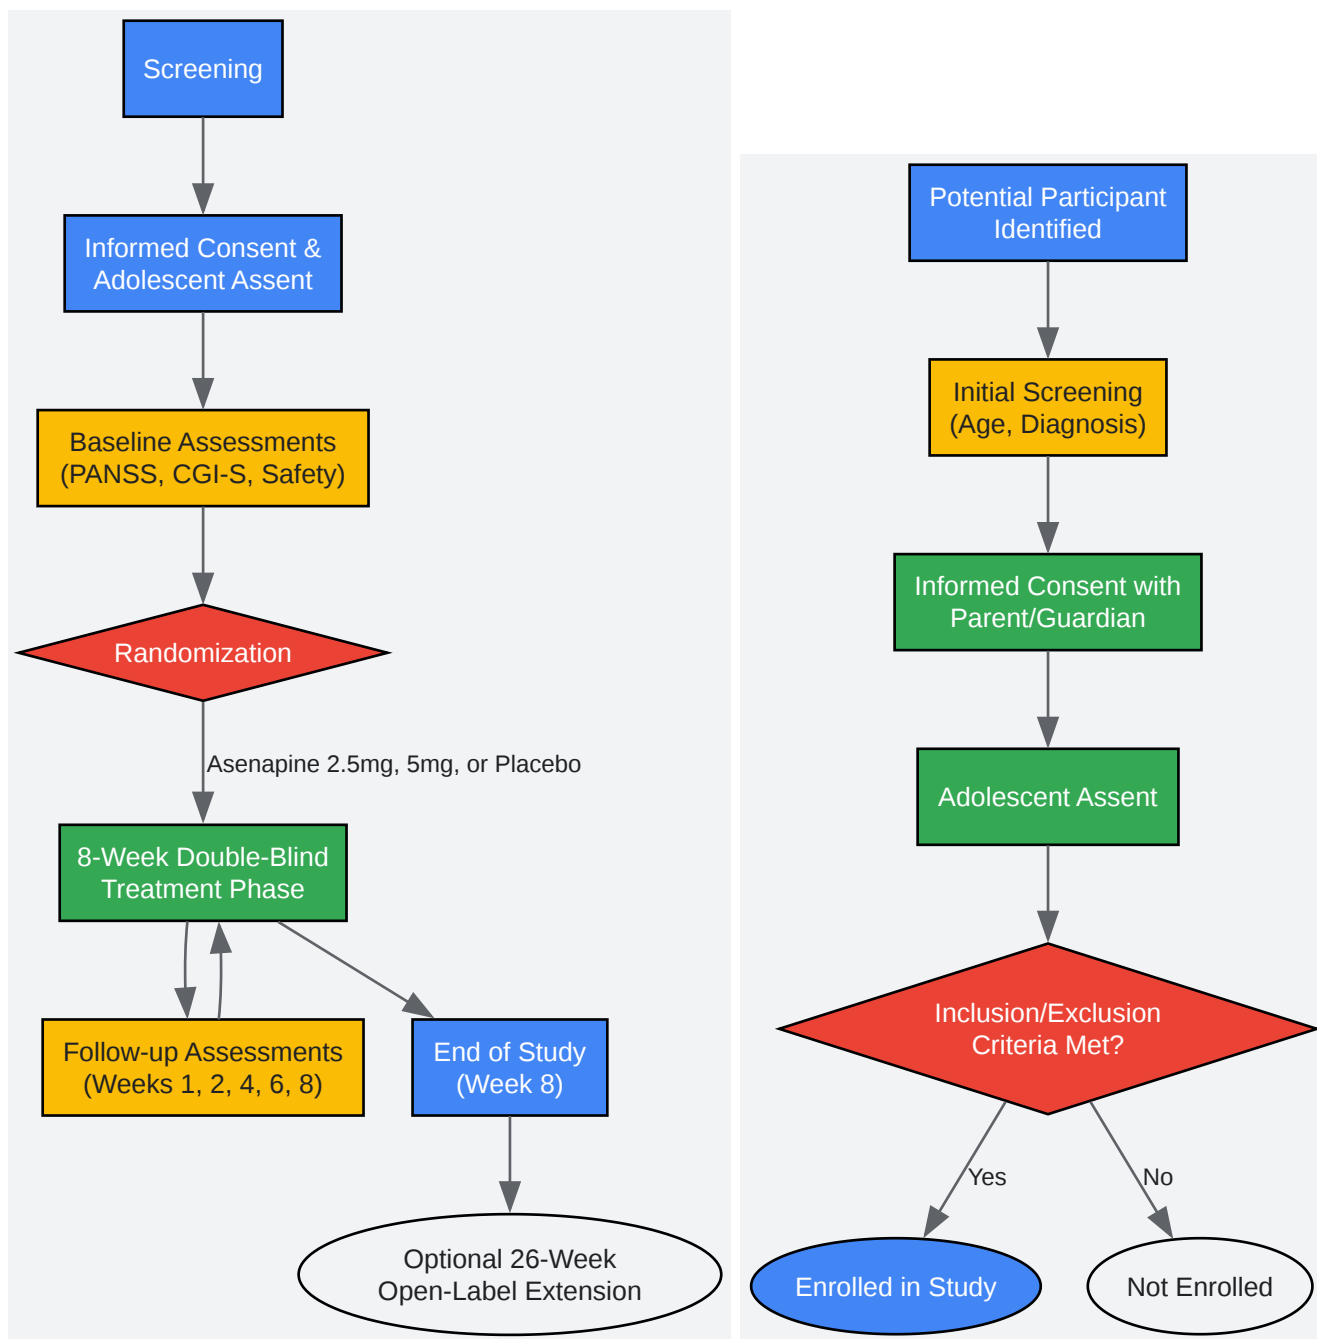 Screening
Informed Consent &
Adolescent Assent
Baseline Assessments
(PANSS, CGI-S, Safety)
Randomization
Asenapine 2.5mg, 5mg, or Placebo
8-Week Double-Blind
Treatment Phase
Follow-up Assessments
(Weeks 1, 2, 4, 6, 8)
End of Study
(Week 8)
Optional 26-Week
Open-Label Extension
Potential Participant
Identified
Initial Screening
(Age, Diagnosis)
Informed Consent with
Parent/Guardian
Adolescent Assent
Inclusion/Exclusion
Criteria Met?
Yes
No
Enrolled in Study
Not Enrolled